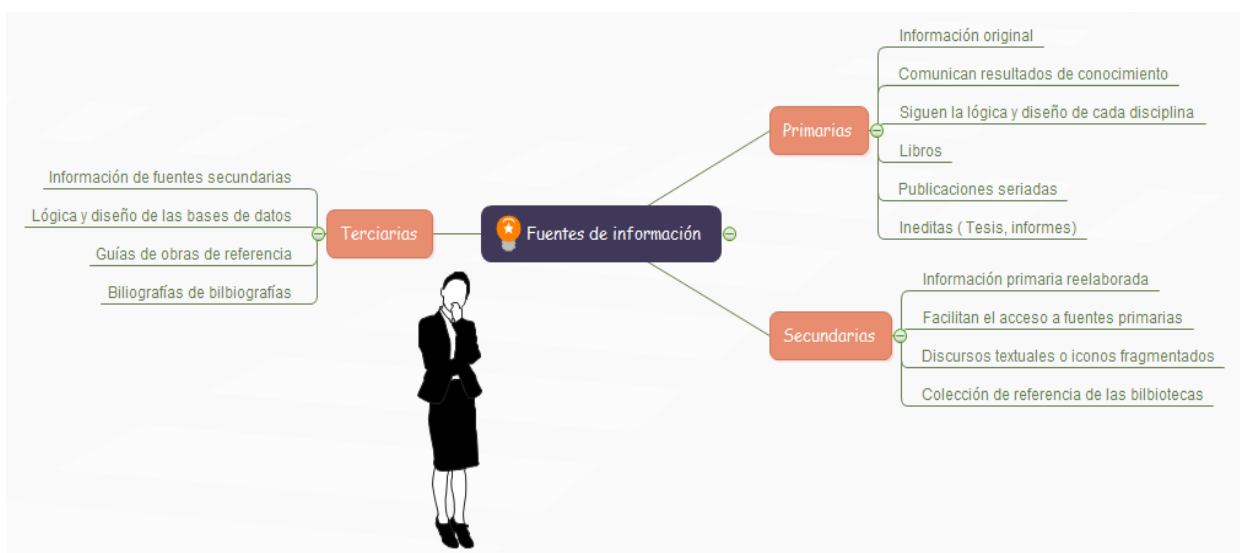 Fuentes de información
Primarias
Información original
Comunican resultados de conocimiento
Siguen la lógica y diseño de cada disciplina
Libros
Publicaciones seriadas
Ineditas ( Tesis, informes)
Secundarias
Información primaria reelaborada
Facilitan el acceso a fuentes primarias
Discursos textuales o iconos fragmentados
Colección de referencia de las bilbiotecas
Terciarias
Información de fuentes secundarias
Lógica y diseño de las bases de datos
Guías de obras de referencia
Biliografías de bilbiografías